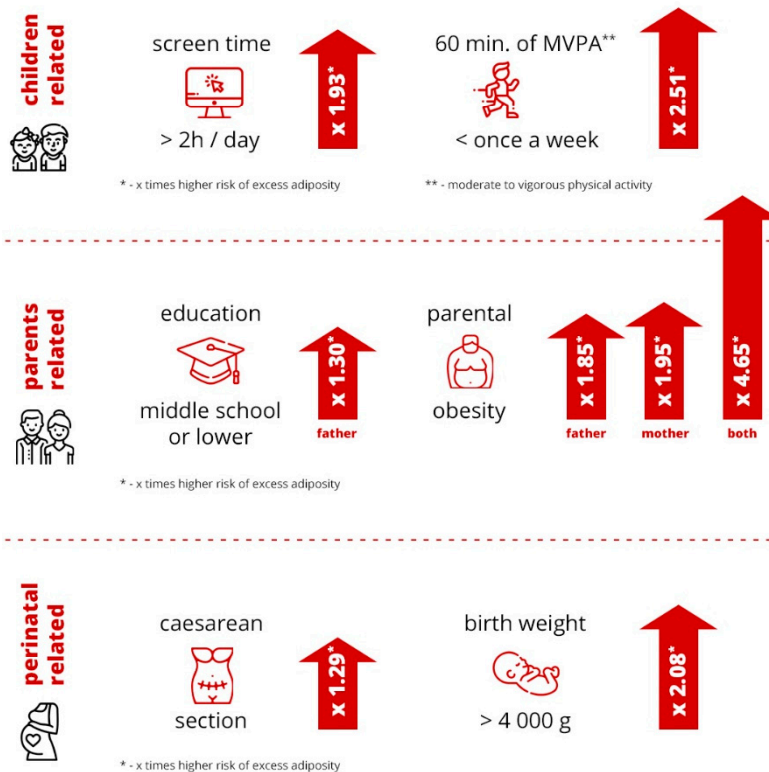 children
related
screen time
> 2h / day
x 1.93*
60 min. of MVPA**
< once a week
x 2.51*
* - x times higher risk of excess adiposity
** - moderate to vigorous physical activity
parents
related
education
middle school
or lower
x 1.30*
father
parental
obesity
x 1.85*
father
x 1.95*
mother
x 4.65*
both
* - x times higher risk of excess adiposity
perinatal
related
caesarean
section
x 1.29*
birth weight
> 4 000 g
x 2.08*
* - x times higher risk of excess adiposity